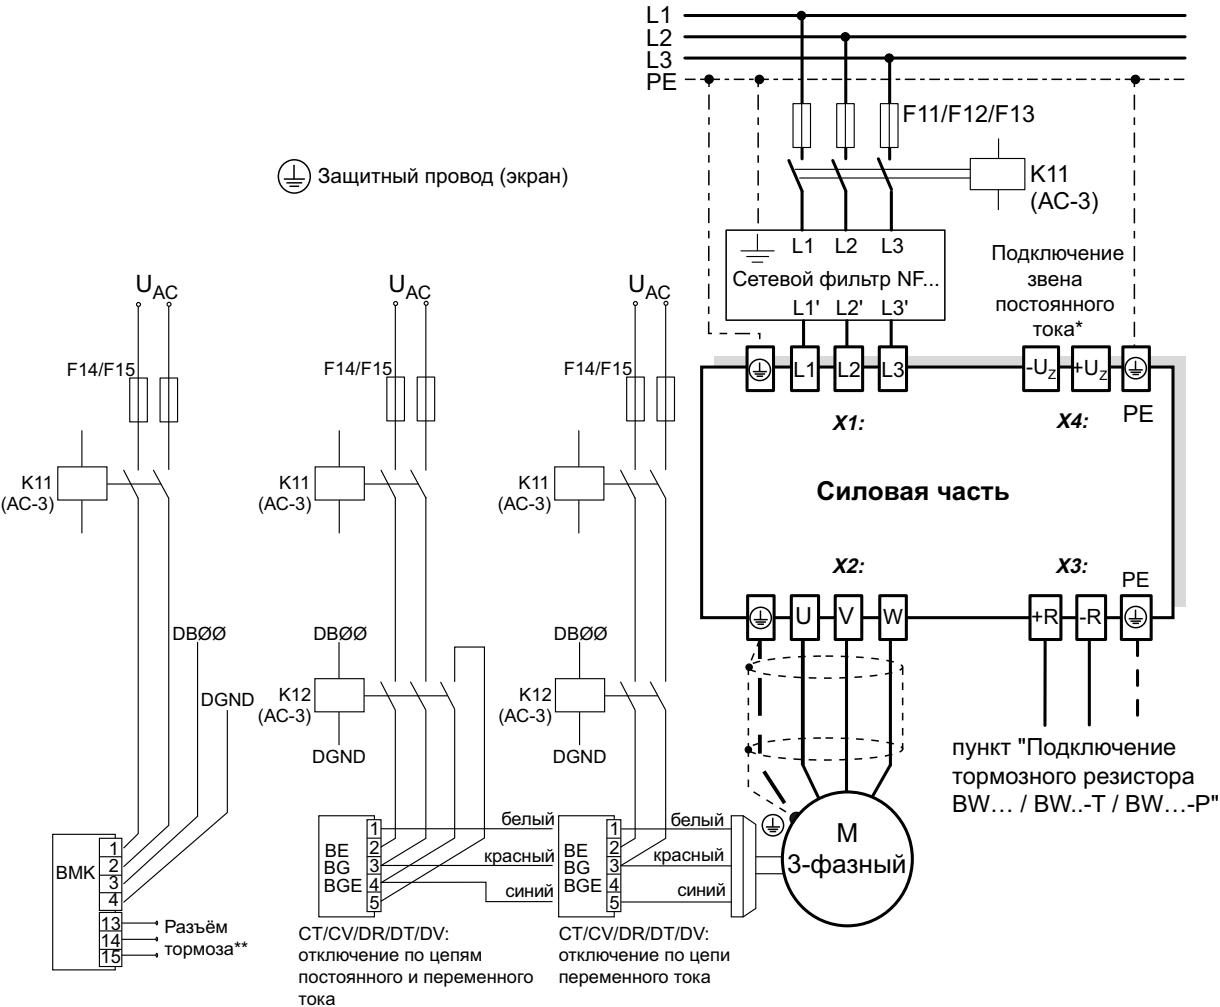 L1
L2
L3
PE
F11/F12/F13
K11
(AC-3)
Защитный провод (экран)
L1 L2 L3
Сетевой фильтр NF...
L1' L2' L3'
Подключение
звена
постоянного
тока*
L1 L2 L3 -UZ +UZ
X1: X4: PE
Силовая часть
X2: X3: PE
U V W +R -R
пункт "Подключение
тормозного резистора
BW… / BW..-T / BW…-P"
M
3-фазный
UAC
F14/F15
K11
(AC-3)
DBØØ
DGND
BMK
1
2
3
4
13
14
15
Разъём
тормоза**
UAC
F14/F15
K11
(AC-3)
DBØØ
K12
(AC-3)
DGND
BE
BG
BGE
1
2
3
4
5
белый
красный
синий
CT/CV/DR/DT/DV:
отключение по цепям
постоянного и переменного
тока
UAC
F14/F15
K11
(AC-3)
DBØØ
K12
(AC-3)
DGND
BE
BG
BGE
1
2
3
4
5
белый
красный
синий
CT/CV/DR/DT/DV:
отключение по цепи
переменного тока